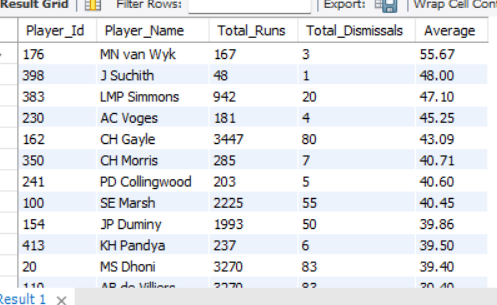 Result Grid Filter Rows: Export: Wrap Cell Cont
Player_Id Player_Name Total_Runs Total_Dismissals Average
176 MN van Wyk 167 3 55.67
398 J Suchith 48 1 48.00
383 LMP Simmons 942 20 47.10
230 AC Voges 181 4 45.25
162 CH Gayle 3447 80 43.09
350 CH Morris 285 7 40.71
241 PD Collingwood 203 5 40.60
100 SE Marsh 2225 55 40.45
154 JP Duminy 1993 50 39.86
413 KH Pandya 237 6 39.50
20 MS Dhoni 3270 83 39.40
110 AB de Villiers 3270 83 39.40
Result 1